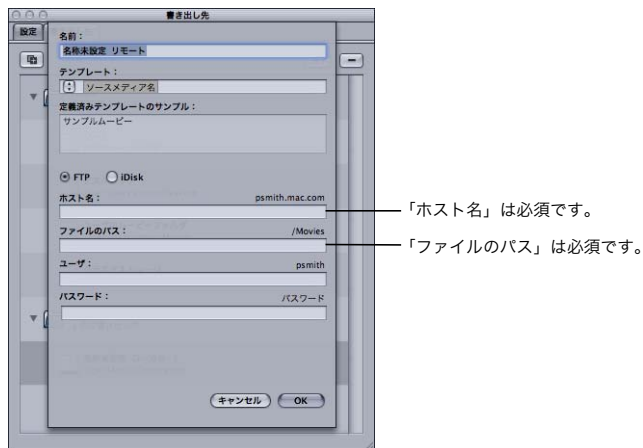 書き出し先
設定
名前：
名称未設定 リモート
テンプレート：
ソースメディア名
定義済みテンプレートのサンプル：
サンプルムービー
FTP iDisk
ホスト名： psmith.mac.com
「ホスト名」は必須です。
ファイルのパス： /Movies
「ファイルのパス」は必須です。
ユーザ： psmith
パスワード： パスワード
キャンセル OK